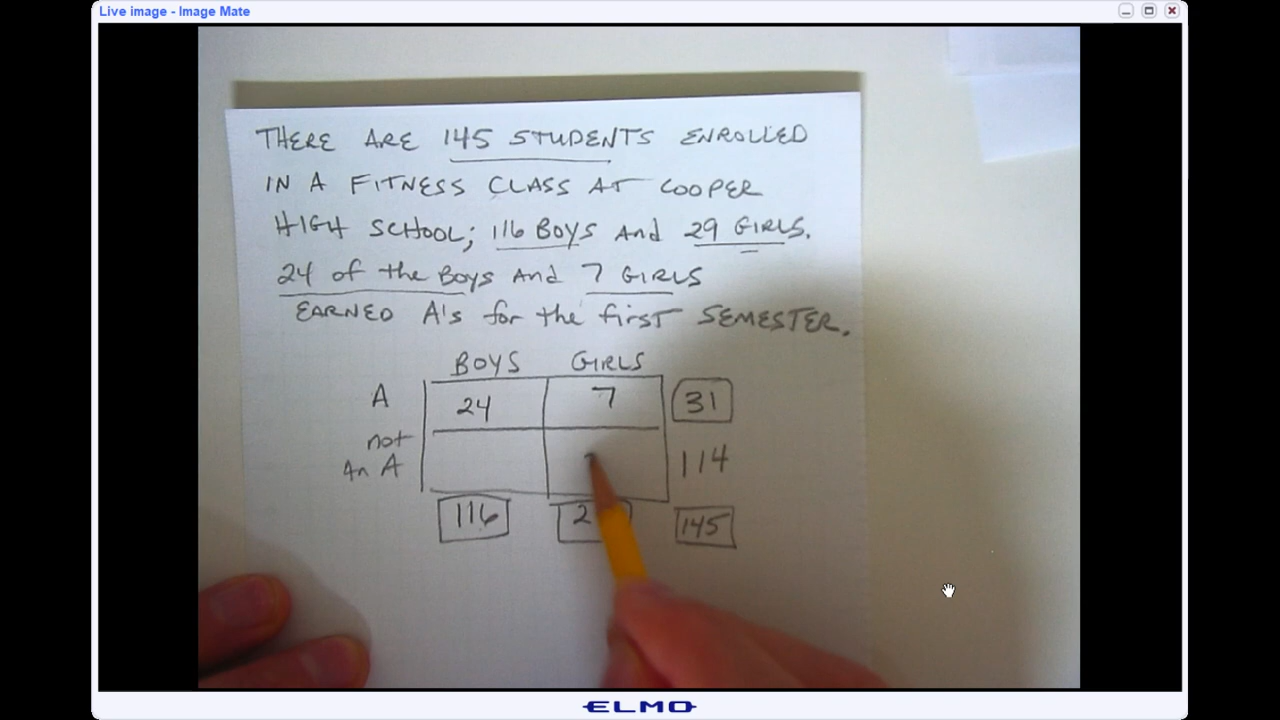 Live image - Image Mate
THERE ARE 145 STUDENTS ENROLLED
IN A FITNESS CLASS AT COOPER
HIGH SCHOOL; 116 BOYS And 29 GIRLS.
24 of the Boys And 7 GIRLS
EARNED A's for the first SEMESTER.
BOYS GIRLS
A 24 7 31
not
An A 114
116 2 145
ELMO